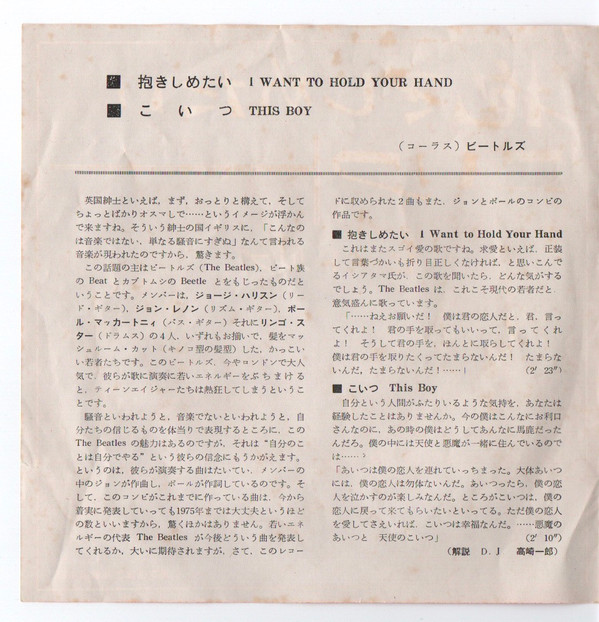 ■ 抱きしめたい I WANT TO HOLD YOUR HAND
■ こいつ THIS BOY
(コーラス) ビートルズ
英国紳士といえば,まず,おっとりと構えて,そして
ちょっとばかりオスマしで……というイメージが浮かん
で来ますね。そういう紳士の国イギリスに,「こんなの
は音楽ではない,単なる騒音にすぎぬ」なんて言われる
音楽が現われたのですから,驚きます。
この話題の主はビートルズ (The Beatles),ビート族
の Beat とカブトムシの Beetle とをもじったものだと
いうことです。メンバーは,ジョージ・ハリスン (リー
ド・ギター),ジョン・レノン (リズム・ギター),ポー
ル・マッカートニィ (バス・ギター) それにリンゴ・ス
ター (ドラムス) の4人,いずれもお揃いで,髪をマッ
シュルーム・カット (キノコ型の髪型) した,かっこい
い若者たちです。このビートルズ,今やロンドンで大人
気で,彼らが歌に演奏に若いエネルギーをぶちまける
と,ティーンエイジャーたちは熱狂してしまうというこ
とです。
騒音といわれようと,音楽でないといわれようと,自
分たちの信じるものを体当りで表現するところに,この
The Beatles の魅力はあるのですが,それは“自分のこ
とは自分でやる”という彼らの信念にもうかがえます。
というのは,彼らが演奏する曲はたいてい,メンバーの
中のジョンが作曲し,ポールが作詞しているのです。そ
して,このコンビがこれまでに作っている曲は,今から
着実に発表していっても1975年までは大丈夫というほど
の数といいますから,驚くほかはありません。若いエネ
ルギーの代表 The Beatles が今後どういう曲を発表し
てくれるか,大いに期待されますが,さて,このレコー
ドに収められた2曲もまた,ジョンとポールのコンビの
作品です。
■ 抱きしめたい I Want to Hold Your Hand
これはまたスゴイ愛の歌ですね。求愛といえば,正装
して言葉づかいも折り目正しくなければ,と思いこんで
るイシアタマ氏が,この歌を聞いたら,どんな気がする
でしょう。The Beatles は,これこそ現代の若者だと,
意気盛んに歌っています。
「……ねえお願いだ! 僕は君の恋人だと,君,言っ
てくれよ! 君の手を取ってもいいって,言ってくれ
よ! そうして君の手を,ほんとに取らしてくれよ!
僕は君の手を取りたくってたまらないんだ! たまらな
いんだ,たまらないんだ!……」 (2′ 23″)
■ こいつ This Boy
自分という人間がふたりいるような気持を,あなたは
経験したことはありませんか。今の僕はこんなにお利口
さんなのに,あの時の僕はどうしてあんなに馬鹿だった
んだろ。僕の中には天使と悪魔が一緒に住んでいるので
は……?
「あいつは僕の恋人を連れていっちまった。大体あいつ
には,僕の恋人は勿体ないんだ。あいつったら,僕の恋
人を泣かすのが楽しみなんだ。ところがこいつは,僕の
恋人に戻って来てもらいたいといってる。ただ僕の恋人
を愛してさえいれば,こいつは幸福なんだ。……悪魔の
あいつと 天使のこいつ」 (2′ 10″)
(解説 D.J 高崎一郎)